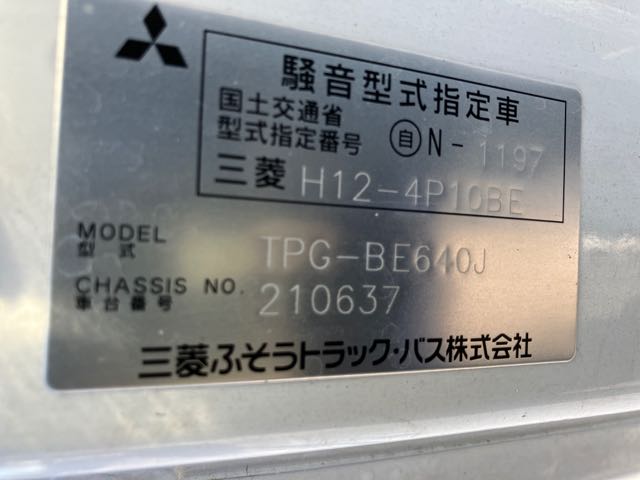 騒音型式指定車
国土交通省
型式指定番号 自 N-1197
三菱 H12-4P10BE
MODEL
型式 TPG-BE640J
CHASSIS NO.
車台番号 210637
三菱ふそうトラック・バス株式会社